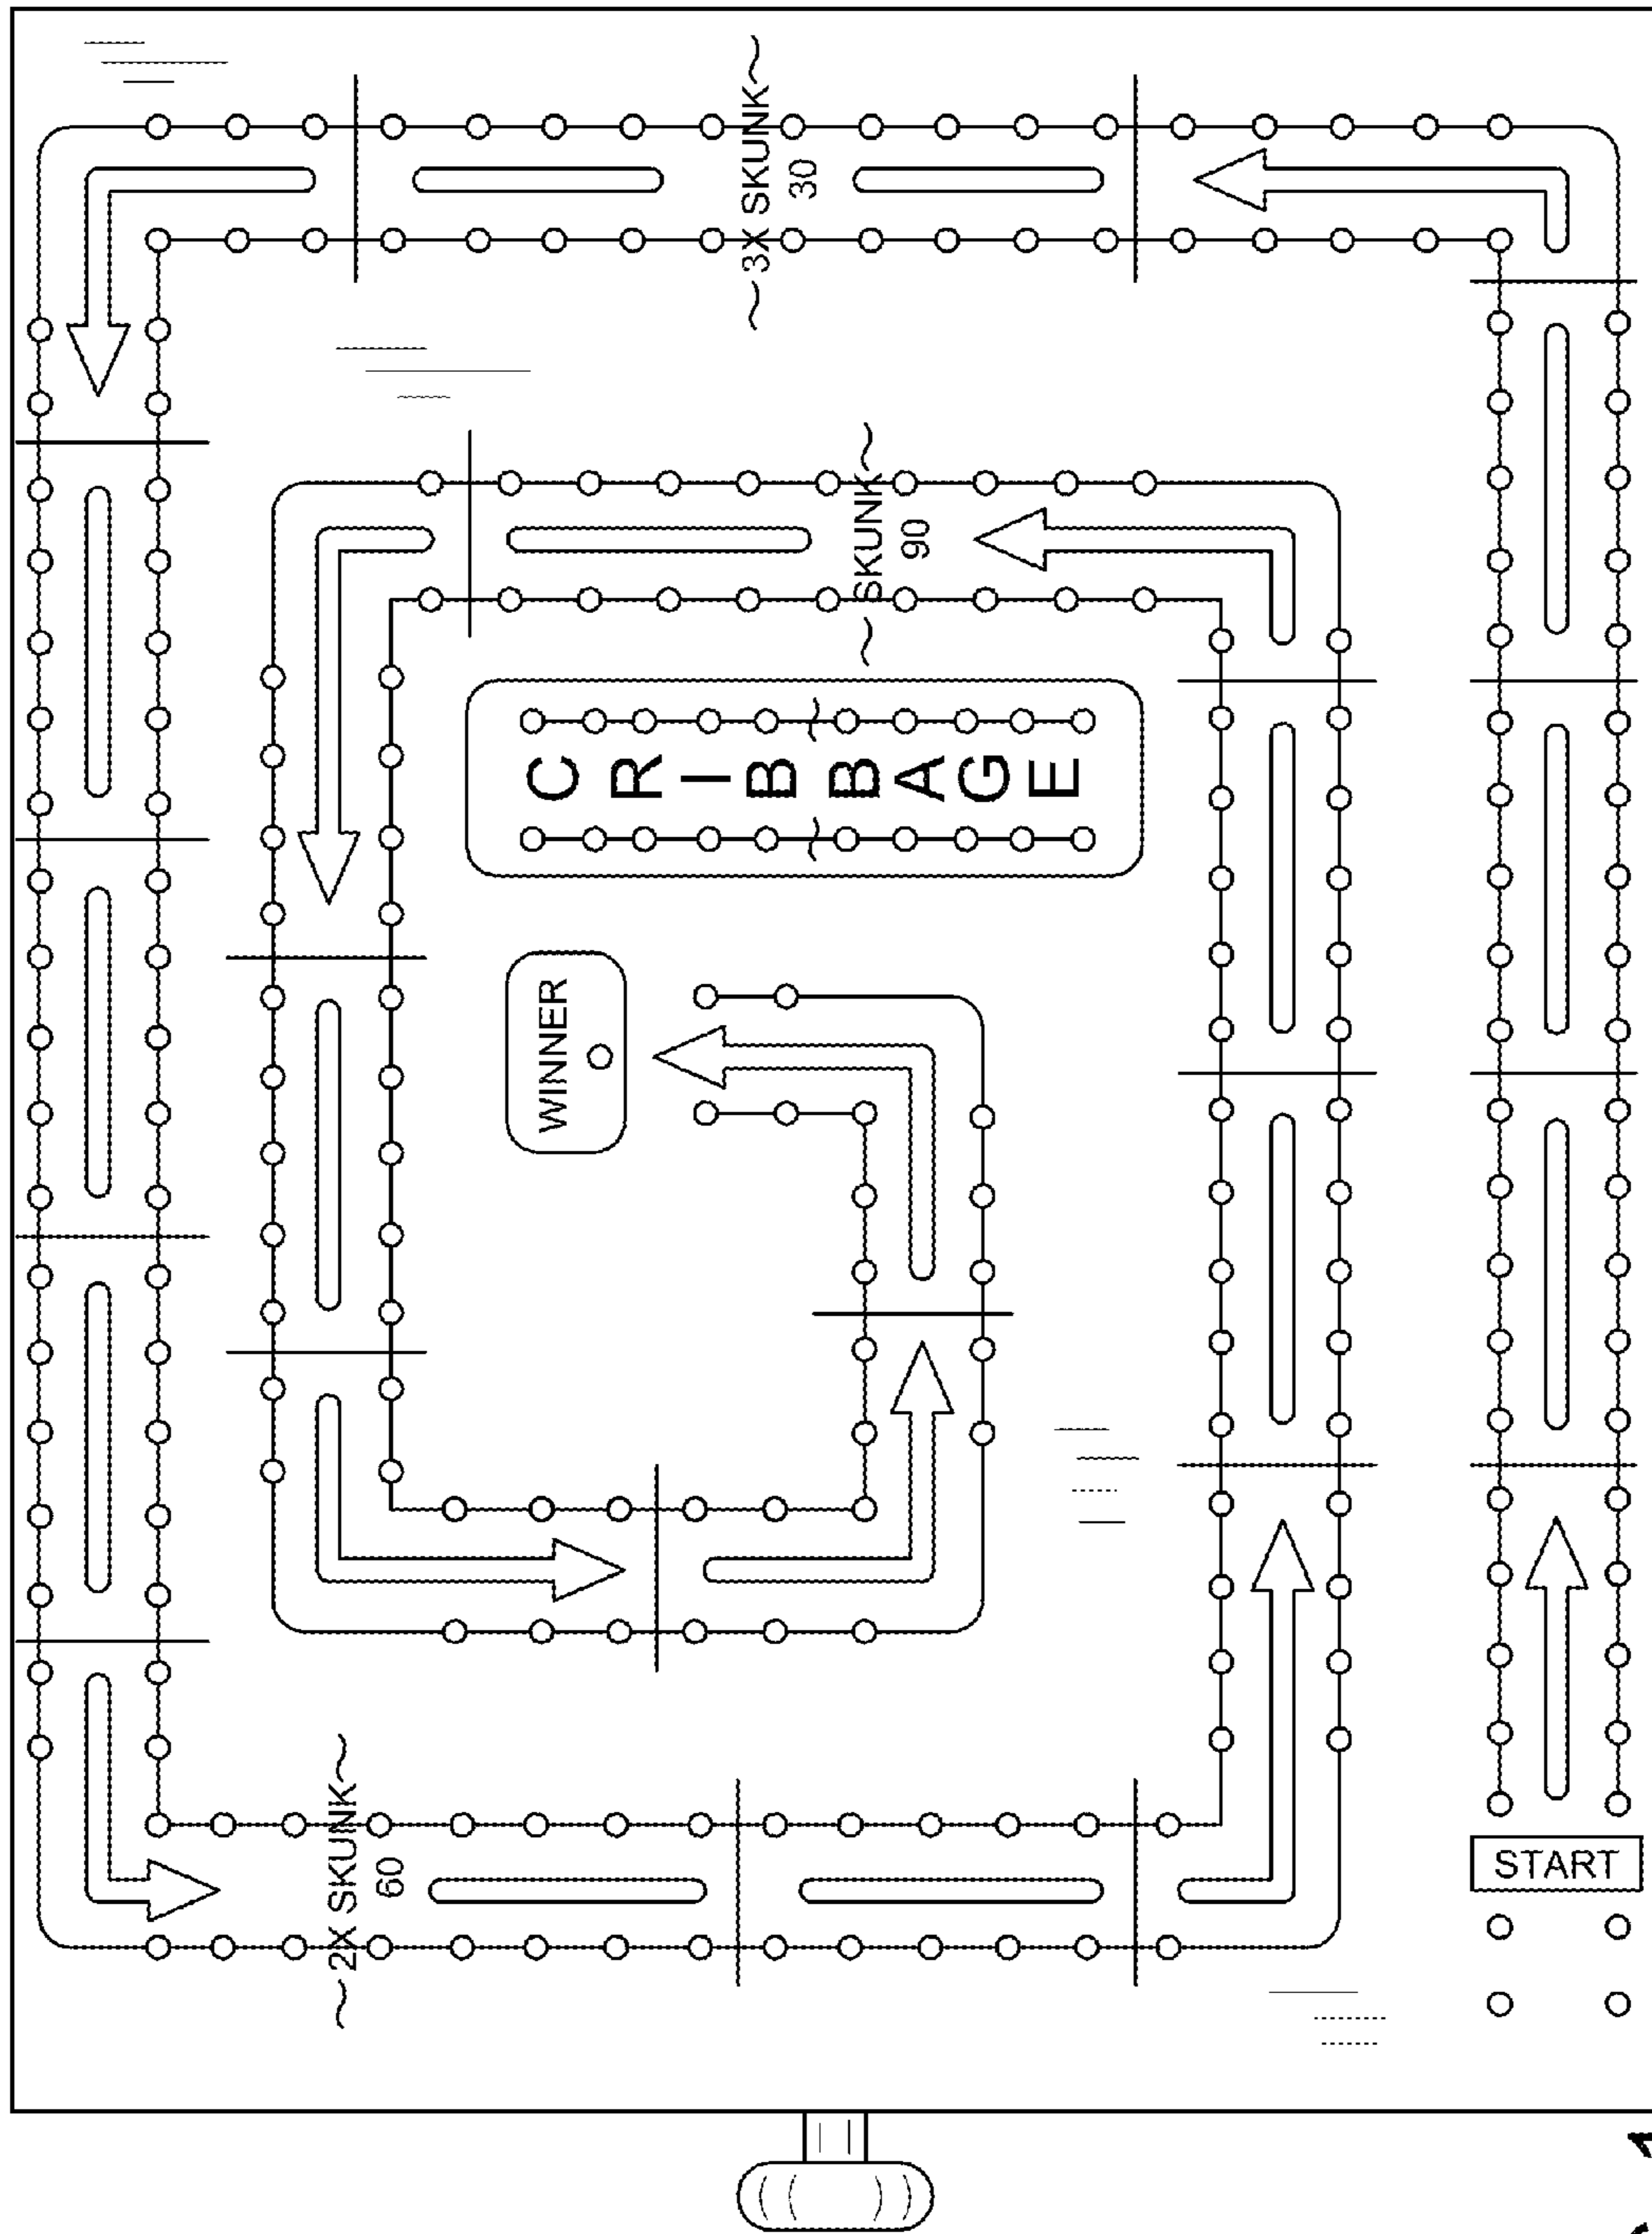 ~3X SKUNK~
30
~SKUNK~
90
CRIBBAGE
WINNER
~2X SKUNK~
60
START